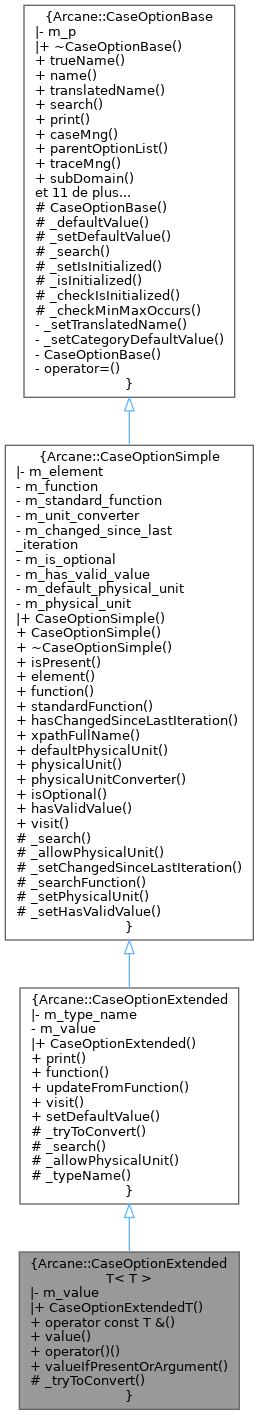 {Arcane::CaseOptionBase
|- m_p
|+ ~CaseOptionBase()
+ trueName()
+ name()
+ translatedName()
+ search()
+ print()
+ caseMng()
+ parentOptionList()
+ traceMng()
+ subDomain()
et 11 de plus...
# CaseOptionBase()
# _defaultValue()
# _setDefaultValue()
# _search()
# _setIsInitialized()
# _isInitialized()
# _checkIsInitialized()
# _checkMinMaxOccurs()
- _setTranslatedName()
- _setCategoryDefaultValue()
- CaseOptionBase()
- operator=()
}
{Arcane::CaseOptionSimple
|- m_element
- m_function
- m_standard_function
- m_unit_converter
- m_changed_since_last
_iteration
- m_is_optional
- m_has_valid_value
- m_default_physical_unit
- m_physical_unit
|+ CaseOptionSimple()
+ CaseOptionSimple()
+ ~CaseOptionSimple()
+ isPresent()
+ element()
+ function()
+ standardFunction()
+ hasChangedSinceLastIteration()
+ xpathFullName()
+ defaultPhysicalUnit()
+ physicalUnit()
+ physicalUnitConverter()
+ isOptional()
+ hasValidValue()
+ visit()
# _search()
# _allowPhysicalUnit()
# _setChangedSinceLastIteration()
# _searchFunction()
# _setPhysicalUnit()
# _setHasValidValue()
}
{Arcane::CaseOptionExtended
|- m_type_name
- m_value
|+ CaseOptionExtended()
+ print()
+ function()
+ updateFromFunction()
+ visit()
+ setDefaultValue()
# _tryToConvert()
# _search()
# _allowPhysicalUnit()
# _typeName()
}
{Arcane::CaseOptionExtended
T< T >
|- m_value
|+ CaseOptionExtendedT()
+ operator const T &()
+ value()
+ operator()()
+ valueIfPresentOrArgument()
# _tryToConvert()
}